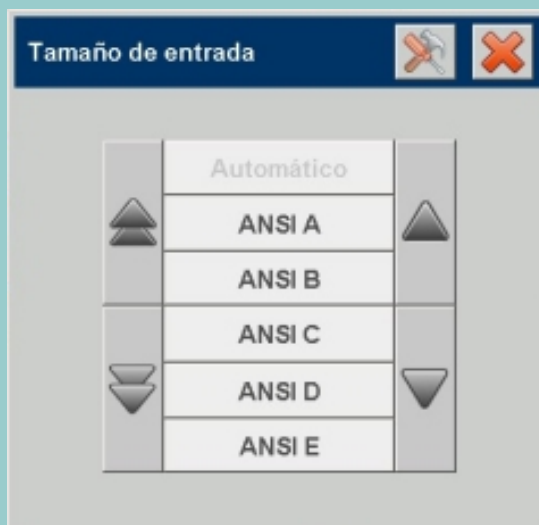 Tamaño de entrada
Automático
ANSI A
ANSI B
ANSI C
ANSI D
ANSI E